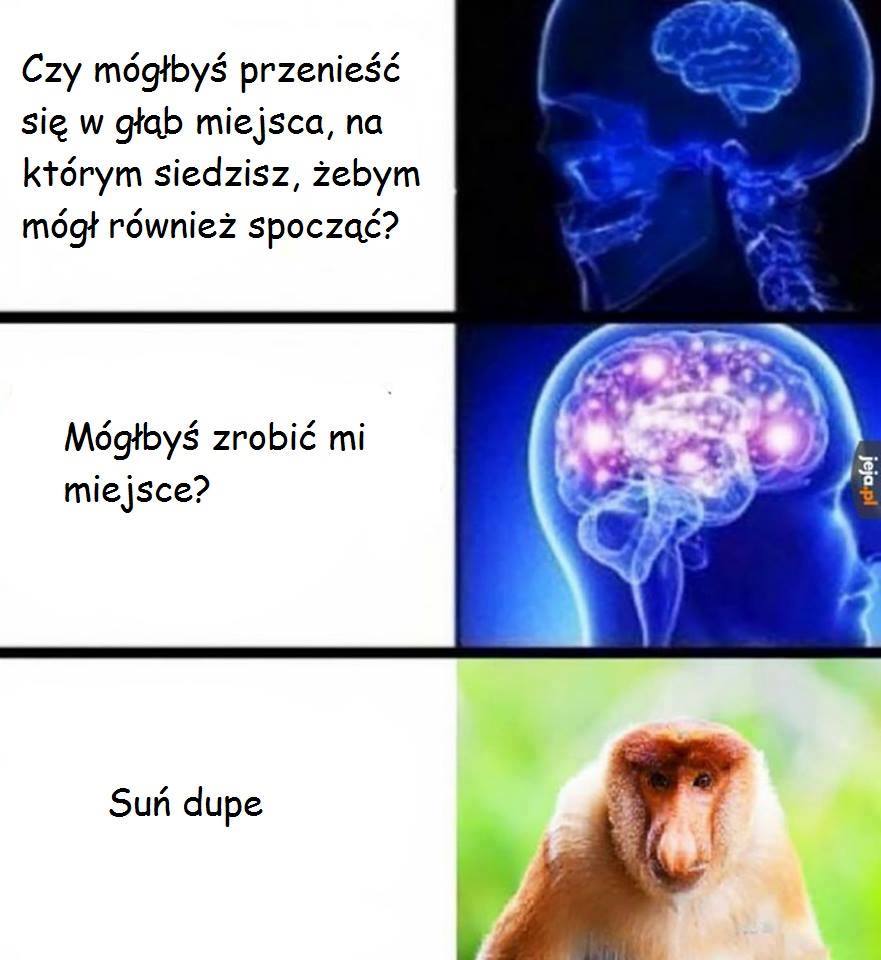 Czy mógłbyś przenieść
się w głąb miejsca, na
którym siedzisz, żebym
mógł również spocząć?
Mógłbyś zrobić mi
miejsce?
jeja.pl
Suń dupe